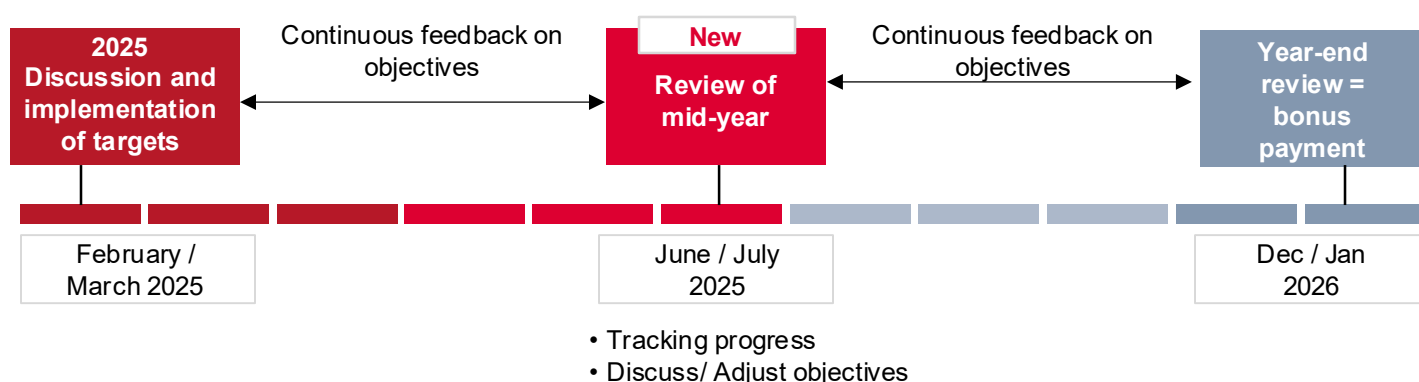 2025
Discussion and
implementation
of targets
Continuous feedback on
objectives
New
Review of
mid-year
Continuous feedback on
objectives
Year-end
review =
bonus
payment
February /
March 2025
June / July
2025
Dec / Jan
2026
• Tracking progress
• Discuss/ Adjust objectives